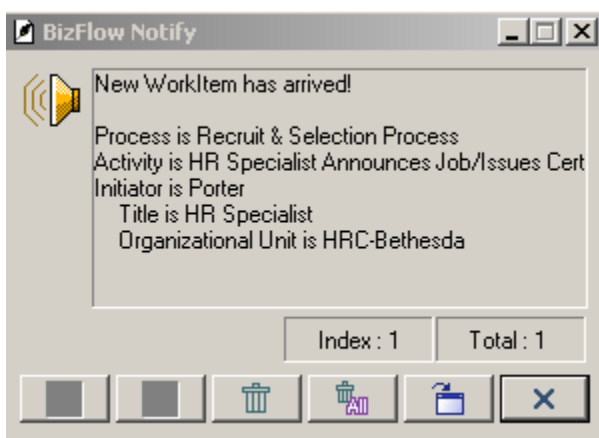 BizFlow Notify
New WorkItem has arrived!
Process is Recruit & Selection Process
Activity is HR Specialist Announces Job/Issues Cert
Initiator is Porter
Title is HR Specialist
Organizational Unit is HRC-Bethesda
Index : 1
Total : 1
All